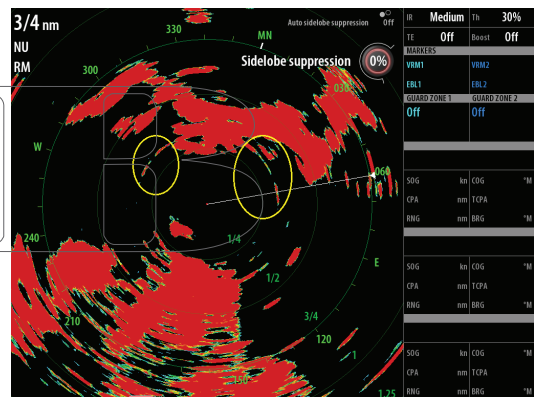 3/4 nm
NU
RM
Auto sidelobe suppression Off
Sidelobe suppression 0%
MN
330
300
030
W
060
240
E
210
120
150
1/4
1/2
3/4
1
1.25
IR Medium Th 30%
TE Off Boost Off
MARKERS
VRM1 VRM2
EBL1 EBL2
GUARD ZONE 1 GUARD ZONE 2
Off Off
SOG kn COG °M
CPA nm TCPA
RNG nm BRG °M
SOG kn COG °M
CPA nm TCPA
RNG nm BRG °M
SOG kn COG °M
CPA nm TCPA
RNG nm BRG °M